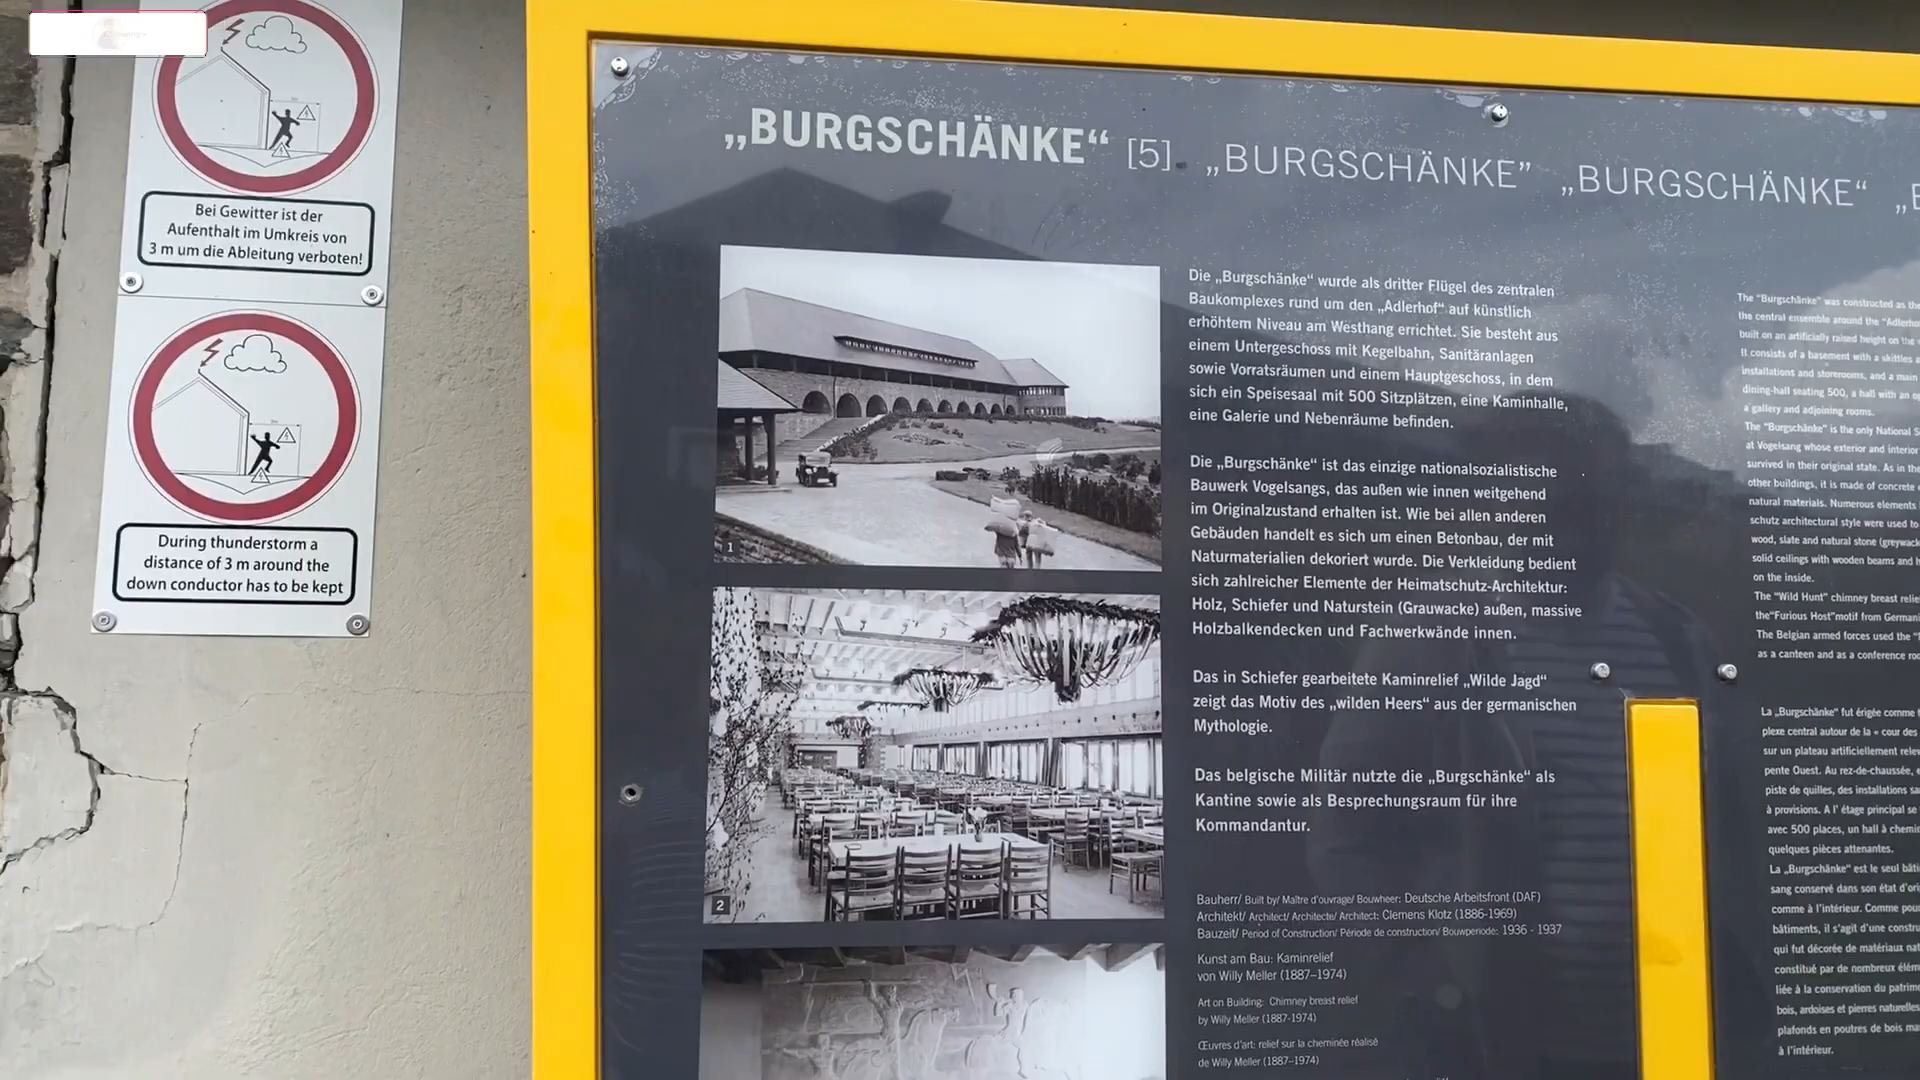 Bei Gewitter ist der
Aufenthalt im Umkreis von
3 m um die Ableitung verboten!
During thunderstorm a
distance of 3 m around the
down conductor has to be kept
„BURGSCHÄNKE“ [5] „BURGSCHÄNKE” „BURGSCHÄNKE“
Die „Burgschänke“ wurde als dritter Flügel des zentralen
Baukomplexes rund um den „Adlerhof“ auf künstlich
erhöhtem Niveau am Westhang errichtet. Sie besteht aus
einem Untergeschoss mit Kegelbahn, Sanitäranlagen
sowie Vorratsräumen und einem Hauptgeschoss, in dem
sich ein Speisesaal mit 500 Sitzplätzen, eine Kaminhalle,
eine Galerie und Nebenräume befinden.
Die „Burgschänke“ ist das einzige nationalsozialistische
Bauwerk Vogelsangs, das außen wie innen weitgehend
im Originalzustand erhalten ist. Wie bei allen anderen
Gebäuden handelt es sich um einen Betonbau, der mit
Naturmaterialien dekoriert wurde. Die Verkleidung bedient
sich zahlreicher Elemente der Heimatschutz-Architektur:
Holz, Schiefer und Naturstein (Grauwacke) außen, massive
Holzbalkendecken und Fachwerkwände innen.
Das in Schiefer gearbeitete Kaminrelief „Wilde Jagd“
zeigt das Motiv des „wilden Heers“ aus der germanischen
Mythologie.
Das belgische Militär nutzte die „Burgschänke“ als
Kantine sowie als Besprechungsraum für ihre
Kommandantur.
Bauherr/ Built by/ Maître d'ouvrage/ Bouwheer: Deutsche Arbeitsfront (DAF)
Architekt/ Architect/ Architecte/ Architect: Clemens Klotz (1886-1969)
Bauzeit/ Period of Construction/ Période de construction/ Bouwperiode: 1936 - 1937
Kunst am Bau: Kaminrelief
von Willy Meller (1887–1974)
Art on Building: Chimney breast relief
by Willy Meller (1887-1974)
Œuvres d'art: relief sur la cheminée réalisé
de Willy Meller (1887–1974)
1
2
The "Burgschänke" was constructed as the
the central ensemble around the "Adlerho
built on an artificially raised height on the
It consists of a basement with a skittles a
installations and storerooms, and a main
dining-hall seating 500, a hall with an op
a gallery and adjoining rooms.
The "Burgschänke" is the only National S
at Vogelsang whose exterior and interior
survived in their original state. As in the
other buildings, it is made of concrete
natural materials. Numerous elements
schutz architectural style were used to
wood, slate and natural stone (greywack
solid ceilings with wooden beams and h
on the inside.
The "Wild Hunt" chimney breast relie
the"Furious Host"motif from German
The Belgian armed forces used the "
as a canteen and as a conference roo
La „Burgschänke“ fut érigée comme
plexe central autour de la « cour des
sur un plateau artificiellement relev
pente Ouest. Au rez-de-chaussée,
piste de quilles, des installations sa
à provisions. A l' étage principal se
avec 500 places, un hall à chemin
quelques pièces attenantes.
La „Burgschänke“ est le seul bâti
sang conservé dans son état d'ori
comme à l'intérieur. Comme pou
bâtiments, il s'agit d'une constru
qui fut décorée de matériaux nat
constitué par de nombreux élém
liée à la conservation du patrim
bois, ardoises et pierres naturelles
plafonds en poutres de bois ma
à l'intérieur.